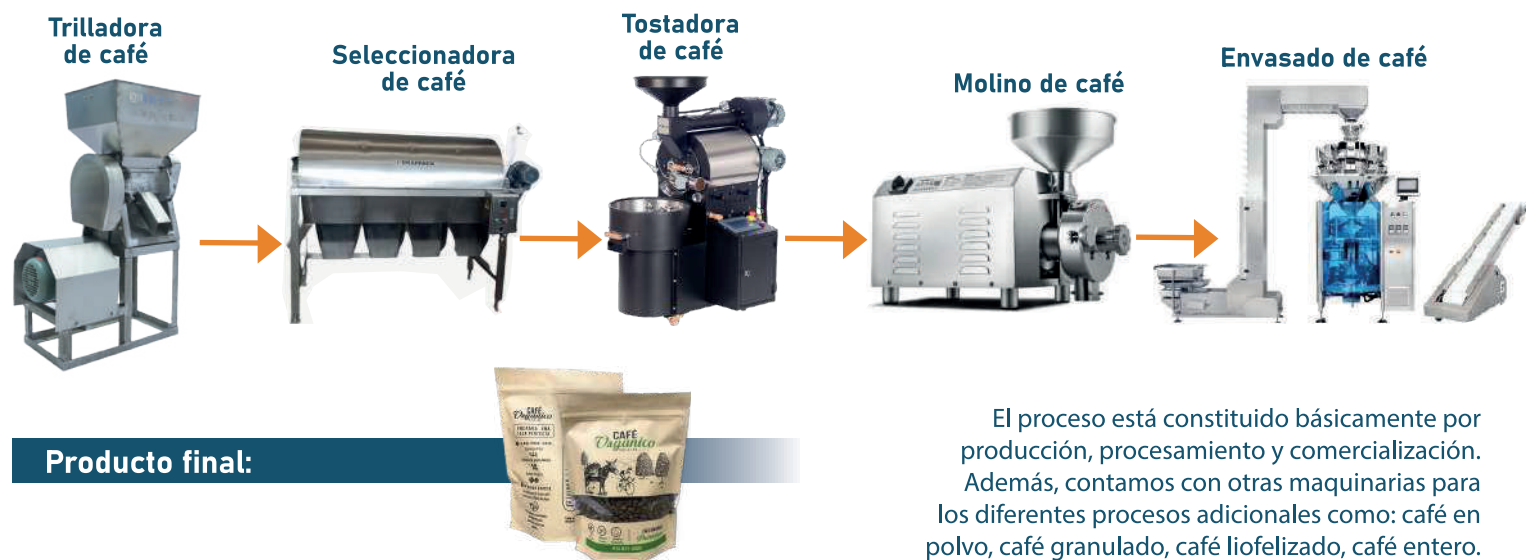 Trilladora
de café
Seleccionadora
de café
Tostadora
de café
Molino de café
Envasado de café
Producto final:
CAFÉ
Orgánico
CAFÉ
Orgánico
El proceso está constituido básicamente por
producción, procesamiento y comercialización.
Además, contamos con otras maquinarias para
los diferentes procesos adicionales como: café en
polvo, café granulado, café liofelizado, café entero.